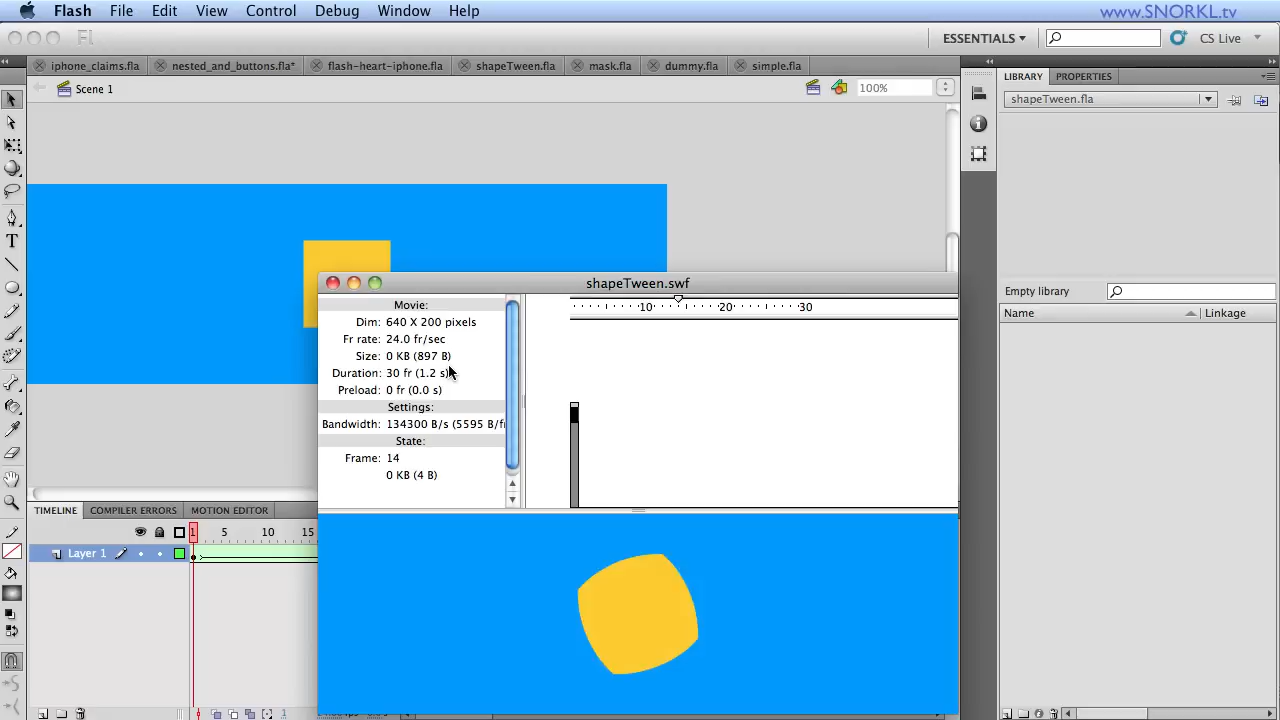 Flash File Edit View Control Debug Window Help www.SNORKL.tv
Fl ESSENTIALS CS Live
iphone_claims.fla nested_and_buttons.fla* flash-heart-iphone.fla shapeTween.fla mask.fla dummy.fla simple.fla
LIBRARY PROPERTIES
Scene 1 100%
shapeTween.fla
Empty library
Name Linkage
shapeTween.swf
Movie:
Dim: 640 X 200 pixels
Fr rate: 24.0 fr/sec
Size: 0 KB (897 B)
Duration: 30 fr (1.2 s)
Preload: 0 fr (0.0 s)
Settings:
Bandwidth: 134300 B/s (5595 B/f
State:
Frame: 14
0 KB (4 B)
10 20 30
TIMELINE COMPILER ERRORS MOTION EDITOR
1 5 10 15
Layer 1
1